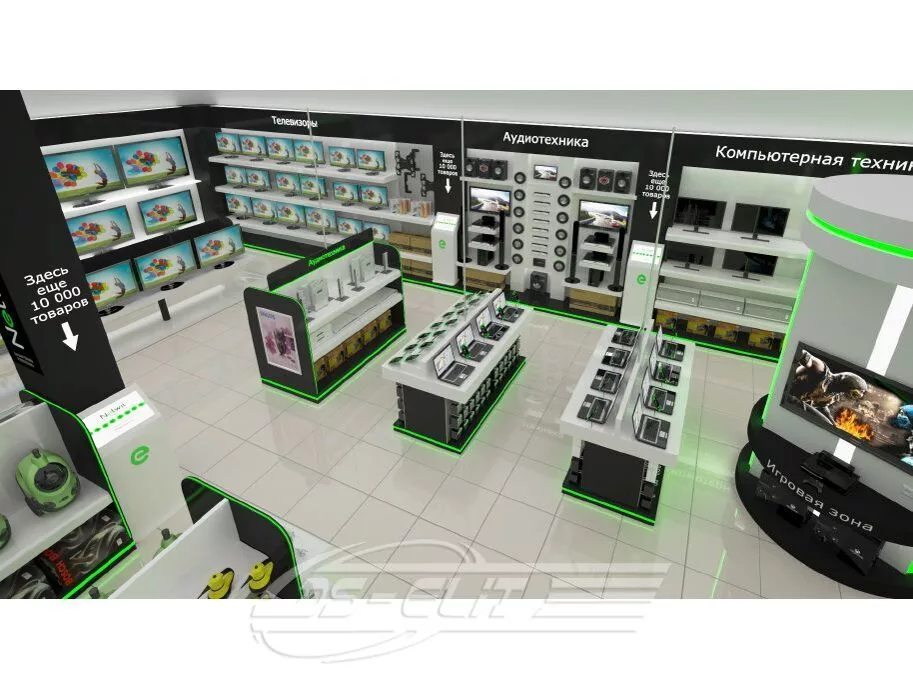 Телевизоры
Аудиотехника
Компьютерная техни
Здесь
еще
10 000
товаров
Здесь
еще
10 000
товаров
Здесь
еще
10 000
товаров
Аудиотехника
Игровая зона
BOSCH
DS-ELIT